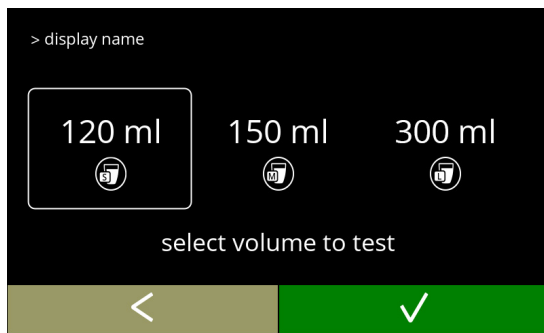 > display name
120 ml 150 ml 300 ml
S M L
select volume to test